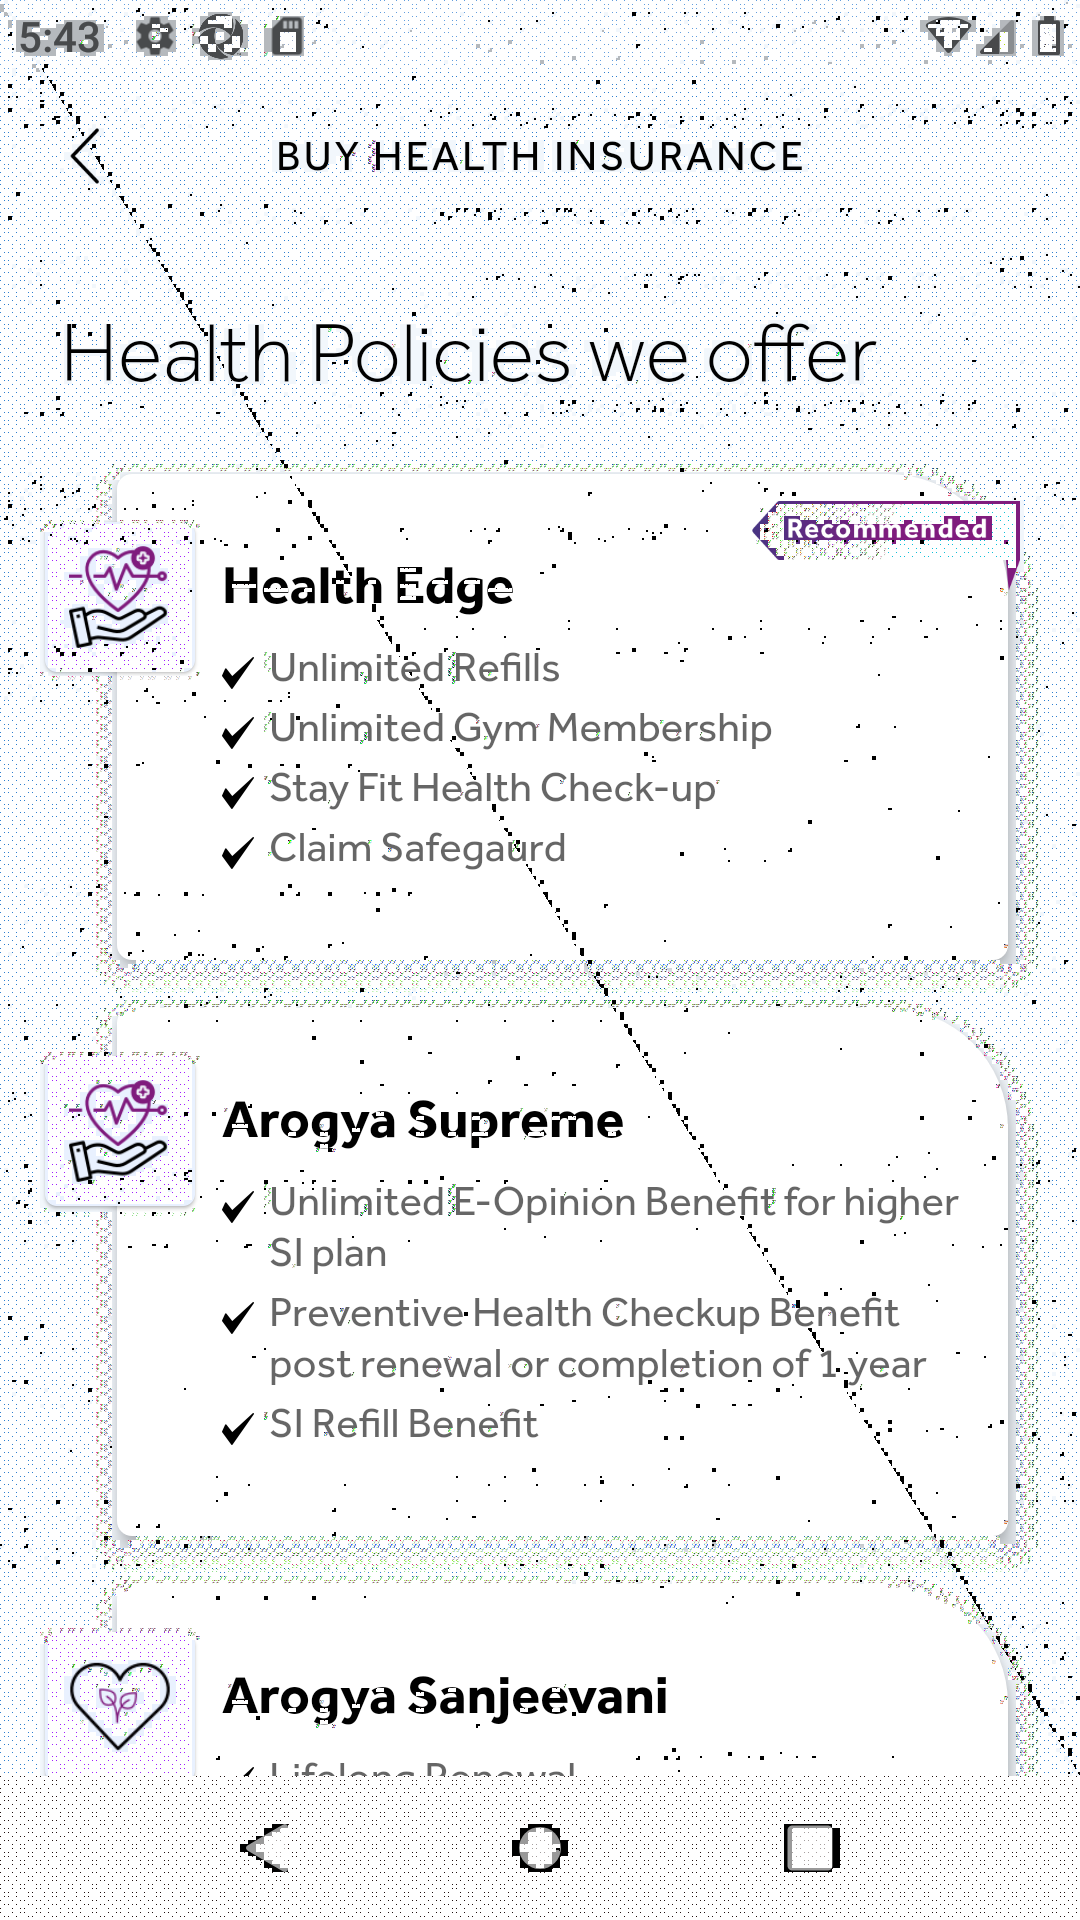 5:43
BUY HEALTH INSURANCE
Health Policies we offer
Recommended
Health Edge
Unlimited Refills
Unlimited Gym Membership
Stay Fit Health Check-up
Claim Safegaurd
Arogya Supreme
Unlimited E-Opinion Benefit for higher
SI plan
Preventive Health Checkup Benefit
post renewal or completion of 1 year
SI Refill Benefit
Arogya Sanjeevani
Lifelong Renewal